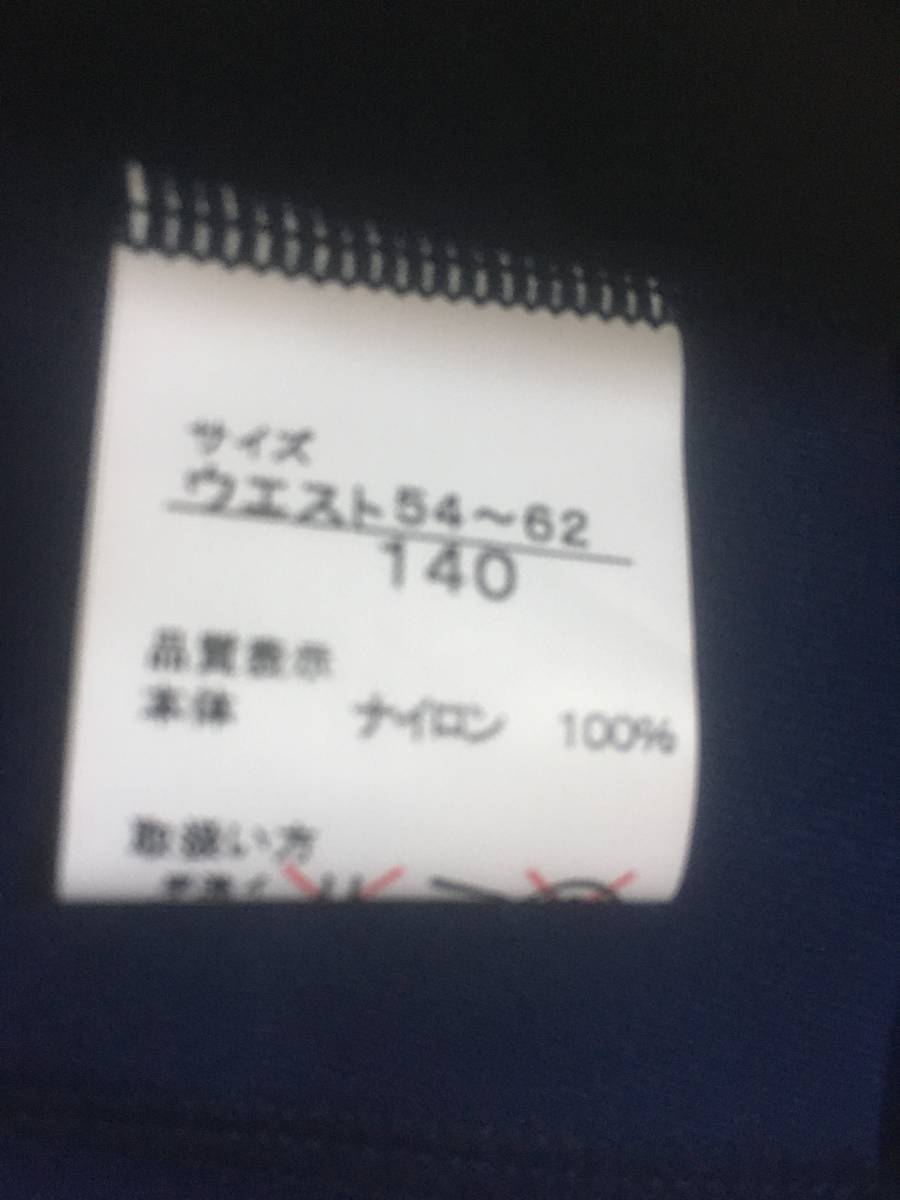 サイズ
ウエスト54～62
140
品質表示
本体 ナイロン 100%
取扱い方